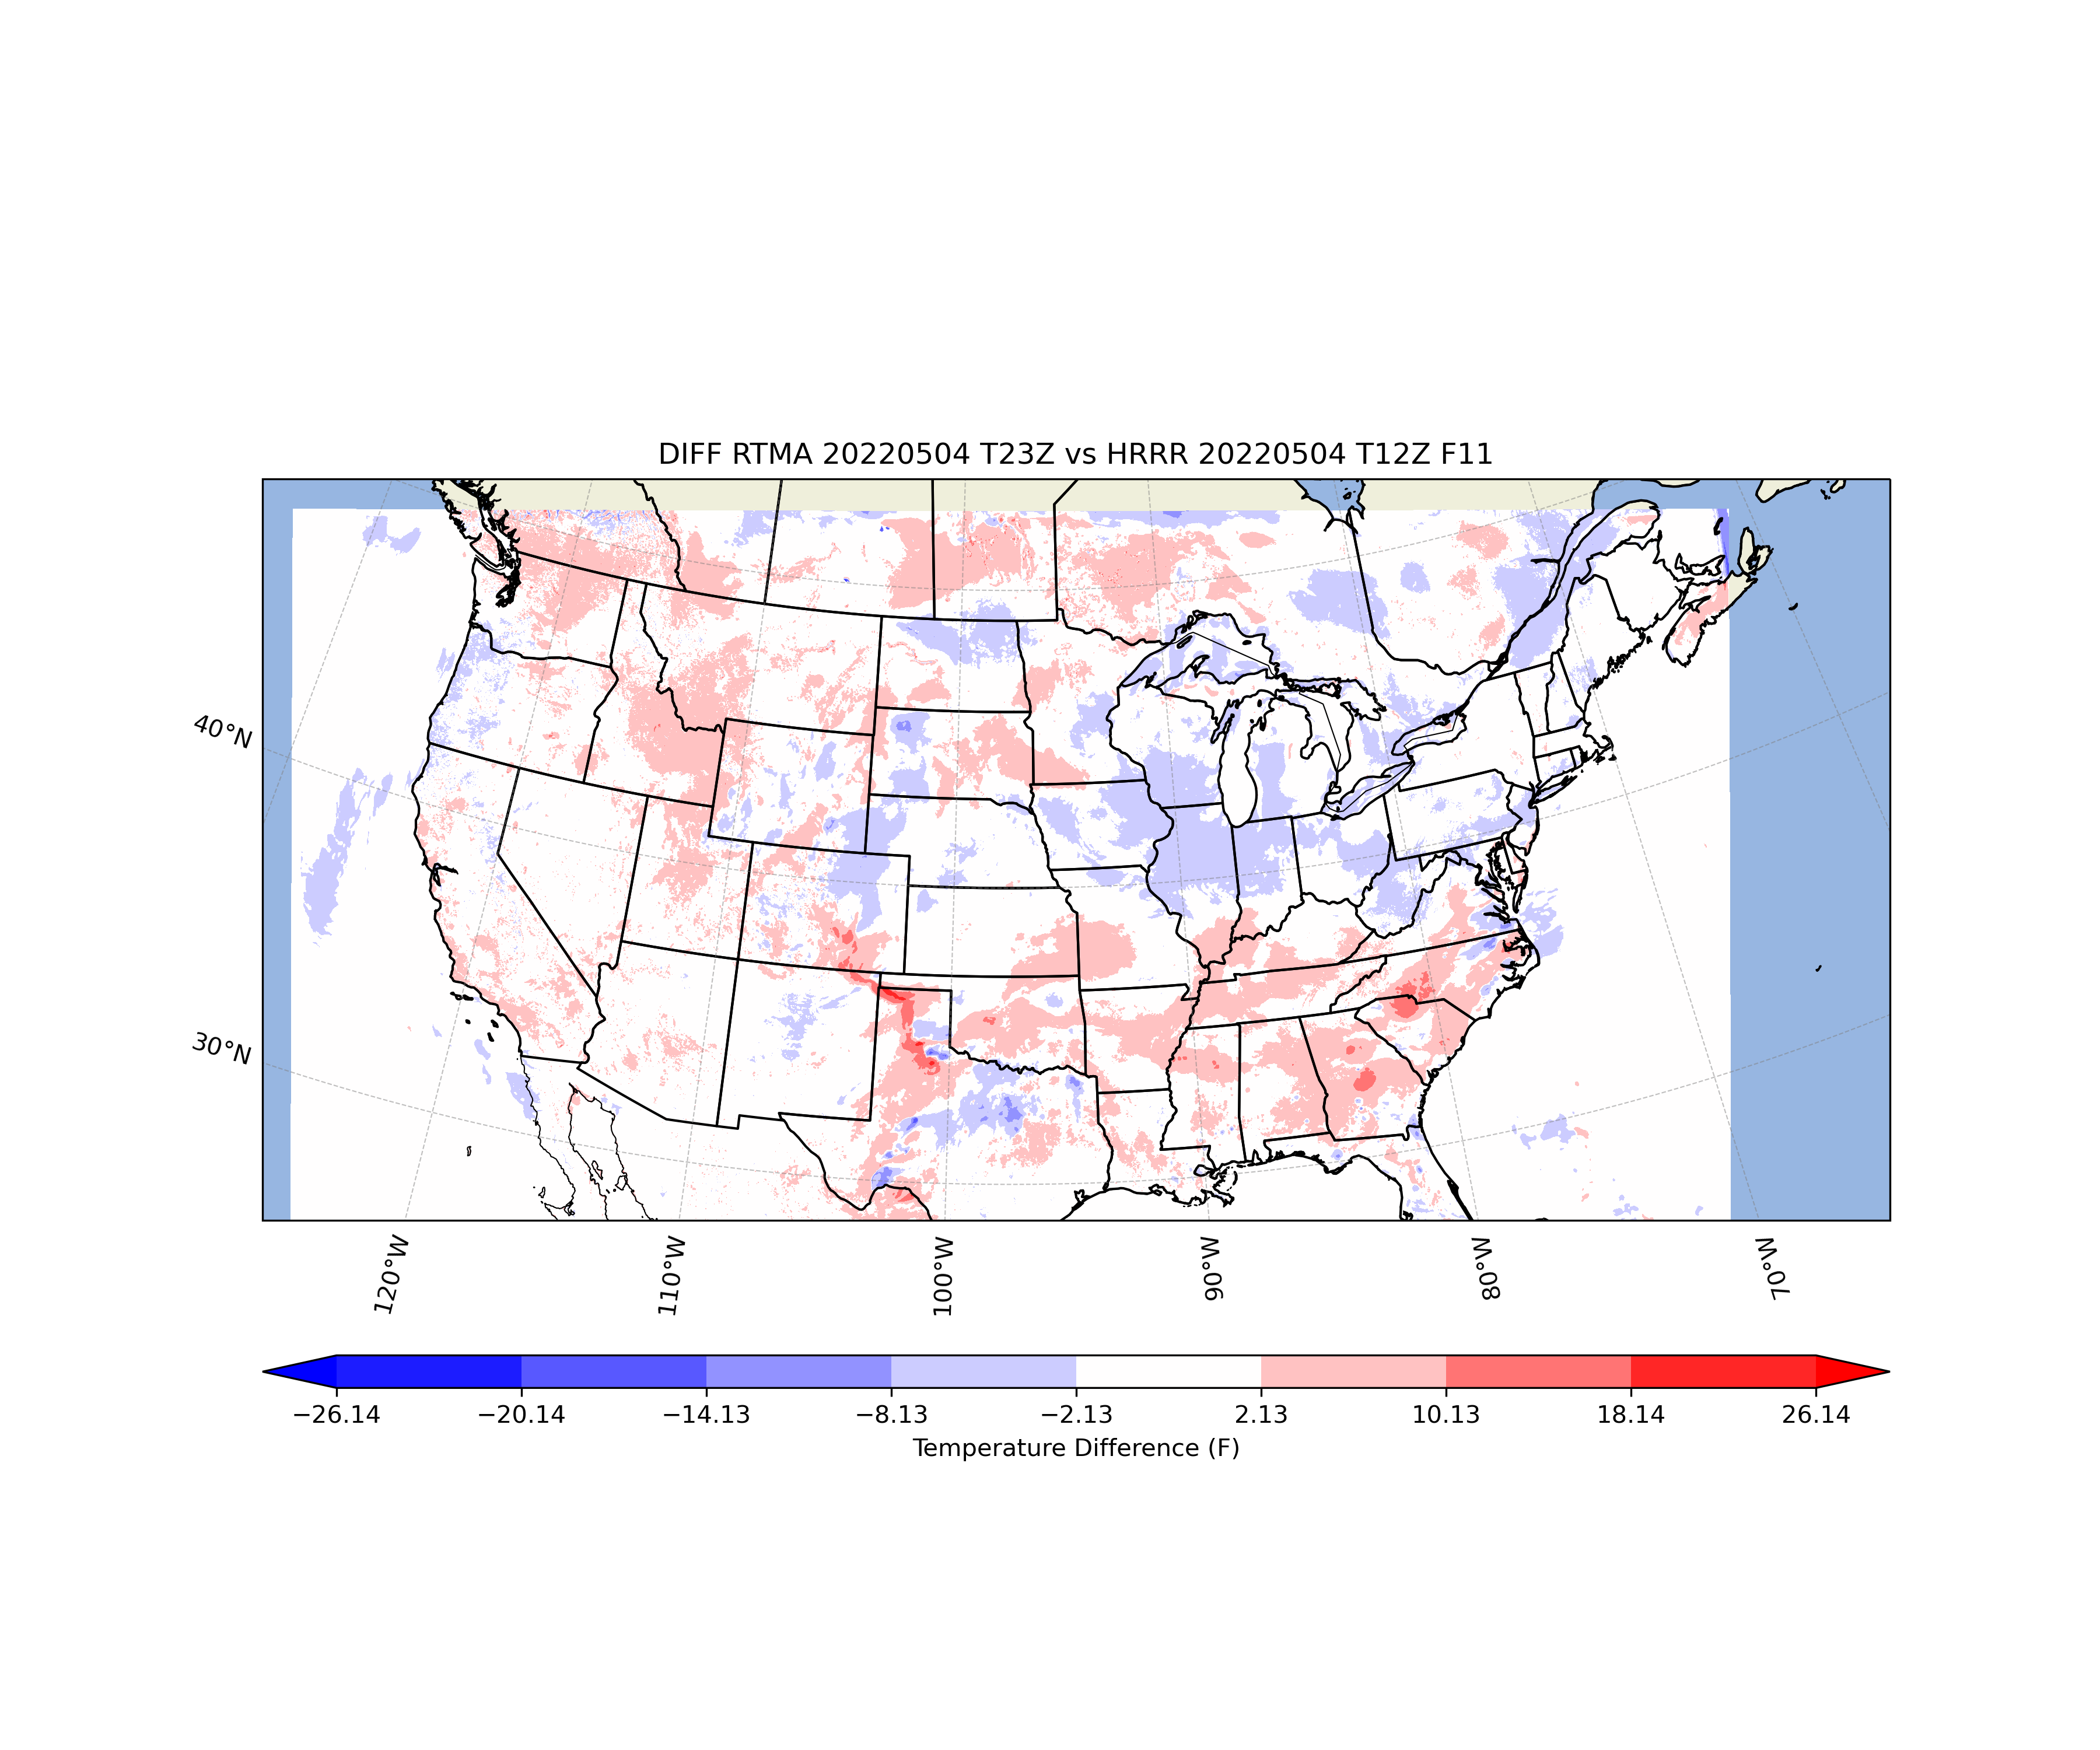 DIFF RTMA 20220504 T23Z vs HRRR 20220504 T12Z F11
40°N
30°N
120°W
110°W
100°W
90°W
80°W
70°W
−26.14
−20.14
−14.13
−8.13
−2.13
2.13
10.13
18.14
26.14
Temperature Difference (F)